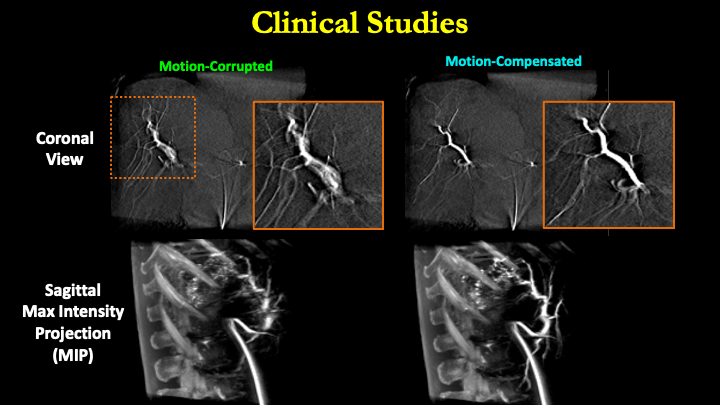 Clinical Studies
Motion-Corrupted
Motion-Compensated
Coronal
View
Sagittal
Max Intensity
Projection
(MIP)